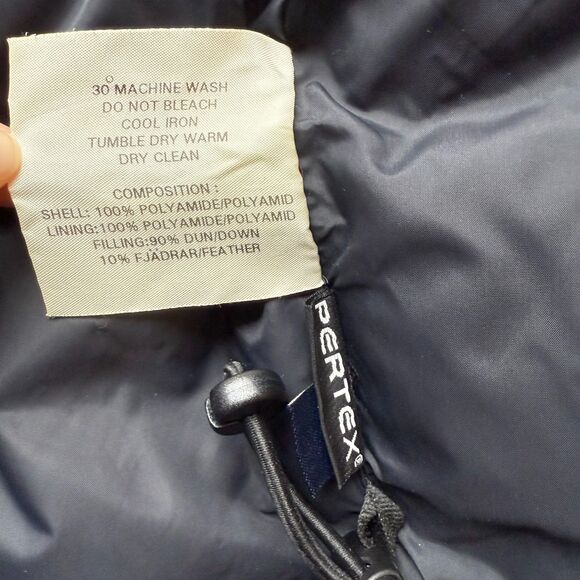 30° MACHINE WASH
DO NOT BLEACH
COOL IRON
TUMBLE DRY WARM
DRY CLEAN
COMPOSITION :
SHELL: 100% POLYAMIDE/POLYAMID
LINING:100% POLYAMIDE/POLYAMID
FILLING:90% DUN/DOWN
10% FJÄDRAR/FEATHER
PERTEX®